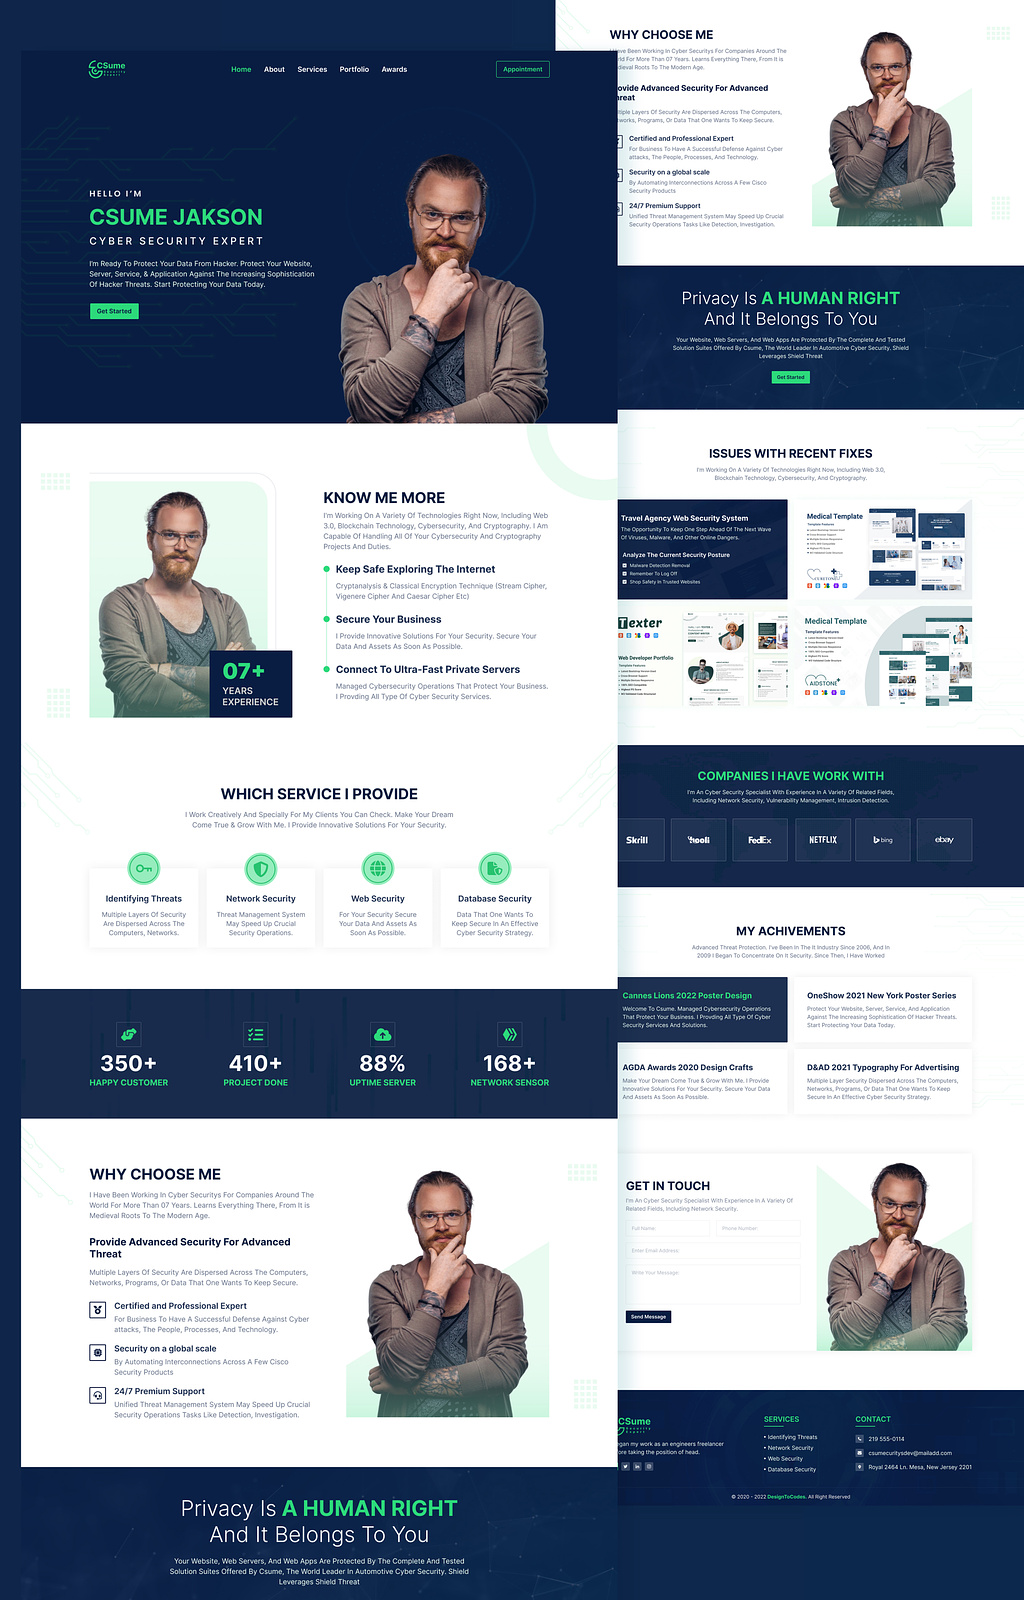 CSume
Security Expert
Home
About
Services
Portfolio
Awards
Appointment
HELLO I'M
CSUME JAKSON
CYBER SECURITY EXPERT
I'm Ready To Protect Your Data From Hacker. Protect Your Website,
Server, Service, & Application Against The Increasing Sophistication
Of Hacker Threats. Start Protecting Your Data Today.
Get Started
07+
YEARS
EXPERIENCE
KNOW ME MORE
I'm Working On A Variety Of Technologies Right Now, Including Web
3.0, Blockchain Technology, Cybersecurity, And Cryptography. I Am
Capable Of Handling All Of Your Cybersecurity And Cryptography
Projects And Duties.
Keep Safe Exploring The Internet
Cryptanalysis & Classical Encryption Technique (Stream Cipher,
Vigenere Cipher And Caesar Cipher Etc)
Secure Your Business
I Provide Innovative Solutions For Your Security. Secure Your
Data And Assets As Soon As Possible.
Connect To Ultra-Fast Private Servers
Managed Cybersecurity Operations That Protect Your Business.
I Provding All Type Of Cyber Security Services.
WHICH SERVICE I PROVIDE
I Work Creatively And Specially For My Clients You Can Check. Make Your Dream
Come True & Grow With Me. I Provide Innovative Solutions For Your Security.
Identifying Threats
Multiple Layers Of Security
Are Dispersed Across The
Computers, Networks.
Network Security
Threat Management System
May Speed Up Crucial
Security Operations.
Web Security
For Your Security Secure
Your Data And Assets As
Soon As Possible.
Database Security
Data That One Wants To
Keep Secure In An Effective
Cyber Security Strategy.
350+
HAPPY CUSTOMER
410+
PROJECT DONE
88%
UPTIME SERVER
168+
NETWORK SENSOR
WHY CHOOSE ME
I Have Been Working In Cyber Securitys For Companies Around The
World For More Than 07 Years. Learns Everything There, From It is
Medieval Roots To The Modern Age.
Provide Advanced Security For Advanced
Threat
Multiple Layers Of Security Are Dispersed Across The Computers,
Networks, Programs, Or Data That One Wants To Keep Secure.
Certified and Professional Expert
For Business To Have A Successful Defense Against Cyber
attacks, The People, Processes, And Technology.
Security on a global scale
By Automating Interconnections Across A Few Cisco
Security Products
24/7 Premium Support
Unified Threat Management System May Speed Up Crucial
Security Operations Tasks Like Detection, Investigation.
Privacy Is A HUMAN RIGHT
And It Belongs To You
Your Website, Web Servers, And Web Apps Are Protected By The Complete And Tested
Solution Suites Offered By Csume, The World Leader In Automotive Cyber Security, Shield
Leverages Shield Threat
WHY CHOOSE ME
Have Been Working In Cyber Securitys For Companies Around The
For More Than 07 Years. Learns Everything There, From It is
Roots To The Modern Age.
Advanced Security For Advanced
Layers Of Security Are Dispersed Across The Computers,
Programs, Or Data That One Wants To Keep Secure.
Certified and Professional Expert
For Business To Have A Successful Defense Against Cyber
attacks, The People, Processes, And Technology.
Security on a global scale
By Automating Interconnections Across A Few Cisco
Security Products
24/7 Premium Support
Unified Threat Management System May Speed Up Crucial
Security Operations Tasks Like Detection, Investigation.
Privacy Is A HUMAN RIGHT
And It Belongs To You
Your Website, Web Servers, And Web Apps Are Protected By The Complete And Tested
Solution Suites Offered By Csume, The World Leader In Automotive Cyber Security, Shield
Leverages Shield Threat
Get Started
ISSUES WITH RECENT FIXES
I'm Working On A Variety Of Technologies Right Now, Including Web 3.0,
Blockchain Technology, Cybersecurity, And Cryptography.
Travel Agency Web Security System
The Opportunity To Keep One Step Ahead Of The Next Wave
Of Viruses, Malware, And Other Online Dangers.
Analyze The Current Security Posture
Malware Detection Removal
Remember To Log Off
Shop Safety In Trusted Websites
Medical Template
Template Features
Texter
Web Developer Portfolio
Template Features
Medical Template
Template Features
AIDSTONE
COMPANIES I HAVE WORK WITH
I'm An Cyber Security Specialist With Experience In A Variety Of Related Fields,
Including Network Security, Vulnerability Management, Intrusion Detection.
Skrill
hooli
FedEx
NETFLIX
bing
ebay
MY ACHIVEMENTS
Advanced Threat Protection. I've Been In The It Industry Since 2006, And In
2009 I Began To Concentrate On It Security. Since Then, I Have Worked
Cannes Lions 2022 Poster Design
Welcome To Csume. Managed Cybersecurity Operations
That Protect Your Business. I Provding All Type Of Cyber
Security Services And Solutions.
OneShow 2021 New York Poster Series
Protect Your Website, Server, Service, And Application
Against The Increasing Sophistication Of Hacker Threats.
Start Protecting Your Data Today.
AGDA Awards 2020 Design Crafts
Make Your Dream Come True & Grow With Me. I Provide
Innovative Solutions For Your Security, Secure Your Data
And Assets As Soon As Possible.
D&AD 2021 Typography For Advertising
Multiple Layer Security Dispersed Across The Computers,
Networks, Programs, Or Data That One Wants To Keep
Secure In An Effective Cyber Security Strategy.
GET IN TOUCH
I'm An Cyber Security Specialist With Experience In A Variety Of
Related Fields, Including Network Security.
Full Name:
Phone Number:
Enter Email Address:
Write Your Message:
Send Message
CSume
Security Expert
my work as an engineers freelancer
taking the position of head.
SERVICES
• Identifying Threats
• Network Security
• Web Security
• Database Security
CONTACT
219 555-0114
csumecuritysdev@mailadd.com
Royal 2464 Ln. Mesa, New Jersey 2201
© 2020 - 2022 DesignToCodes. All Right Reserved